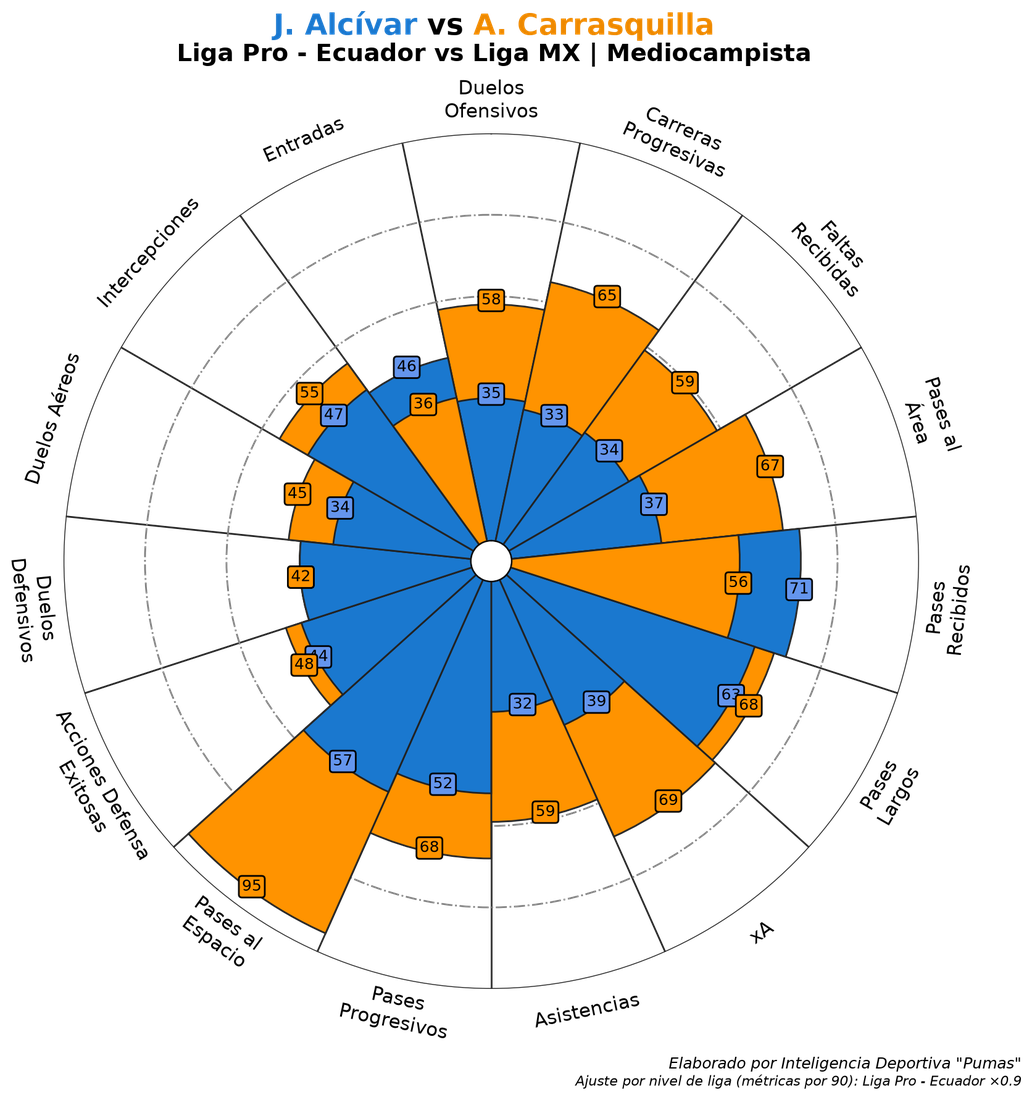 J. Alcívar vs A. Carrasquilla
Liga Pro - Ecuador vs Liga MX | Mediocampista
Duelos
Ofensivos
Carreras
Progresivas
Faltas
Recibidas
Pases al
Área
Pases
Recibidos
Pases
Largos
xA
Asistencias
Pases
Progresivos
Pases al
Espacio
Acciones Defensa
Exitosas
Duelos
Defensivos
Duelos Aéreos
Intercepciones
Entradas
58
35
65
33
59
34
67
37
56
71
63
68
39
69
32
59
52
68
57
95
44
48
42
45
34
55
47
46
36
Elaborado por Inteligencia Deportiva "Pumas"
Ajuste por nivel de liga (métricas por 90): Liga Pro - Ecuador ×0.9